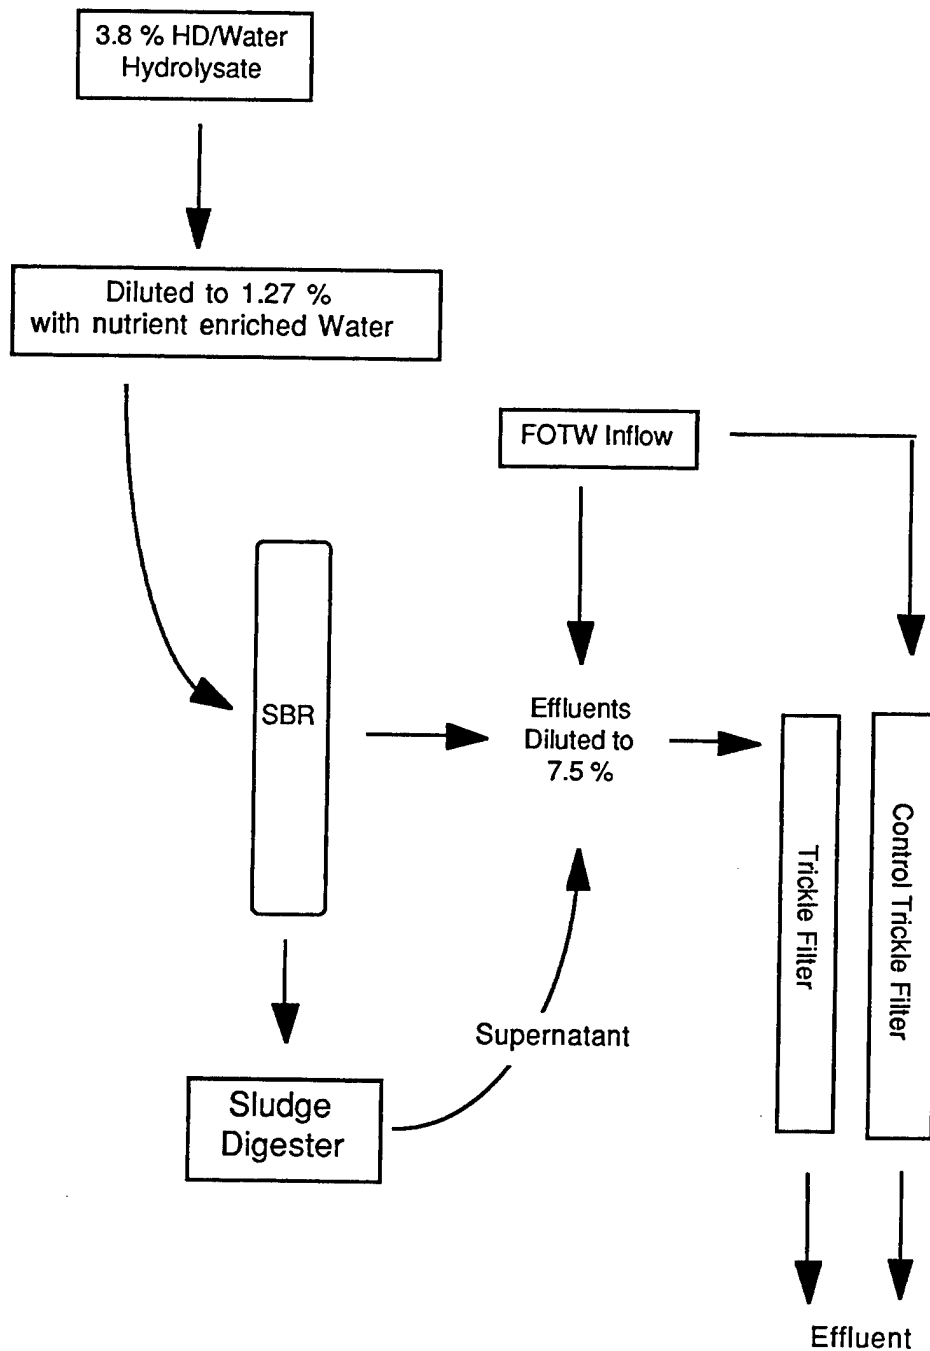 3.8 % HD/Water
Hydrolysate
Diluted to 1.27 %
with nutrient enriched Water
FOTW Inflow
SBR
Effluents
Diluted to
7.5 %
Trickle Filter
Control Trickle Filter
Supernatant
Sludge
Digester
Effluent